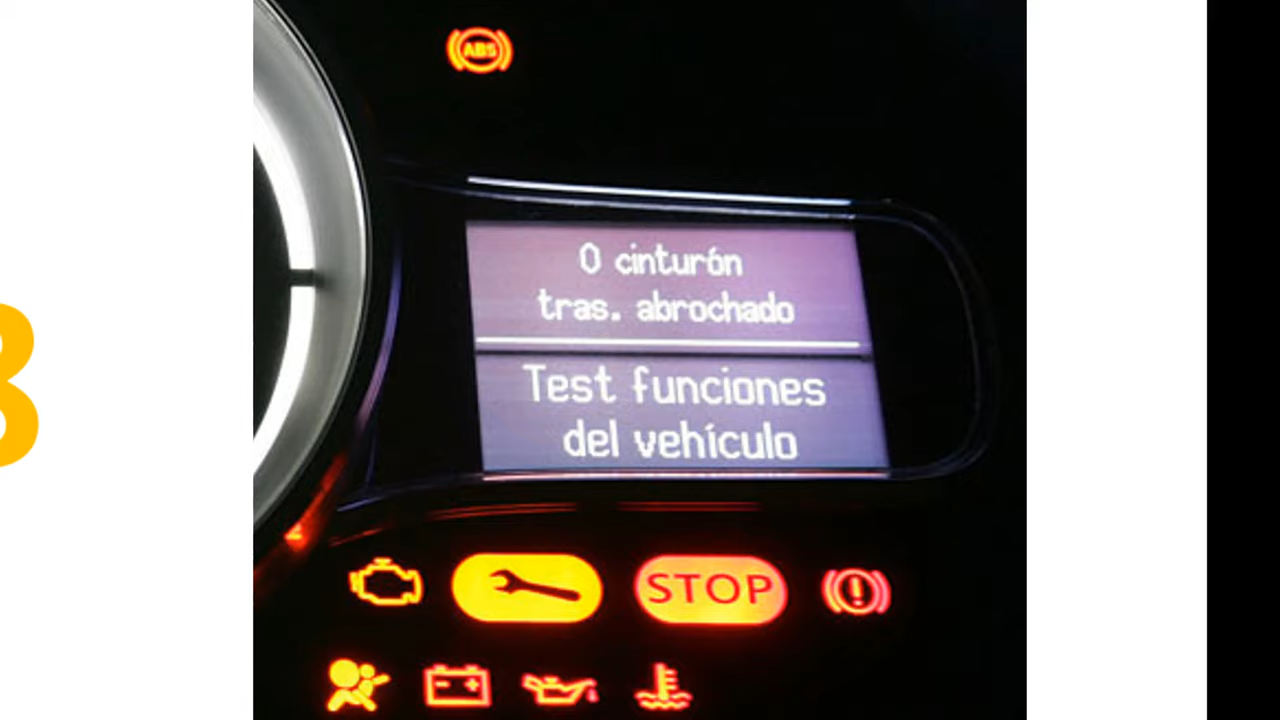 ABS
0 cinturón
tras. abrochado
Test funciones
del vehículo
STOP